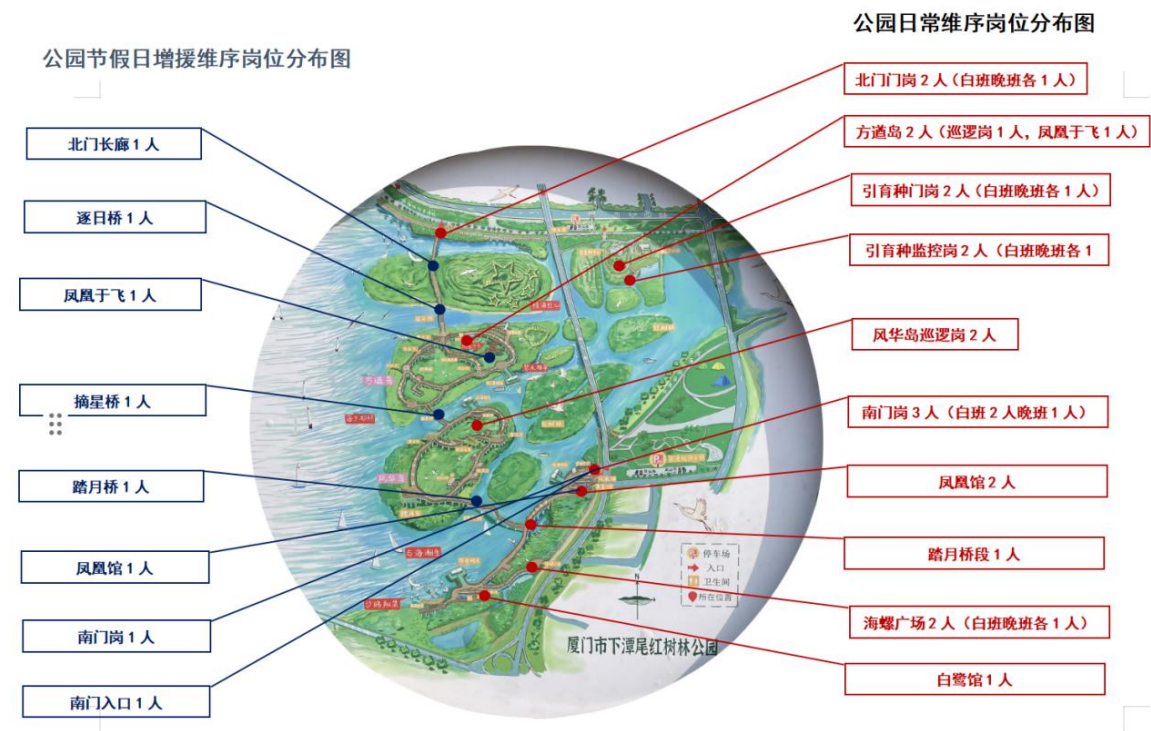 公园日常维序岗位分布图
公园节假日增援维序岗位分布图
北门长廊 1 人
逐日桥 1 人
凤凰于飞 1 人
摘星桥 1 人
踏月桥 1 人
凤凰馆 1 人
南门岗 1 人
南门入口 1 人
北门门岗 2 人（白班晚班各 1 人）
方遒岛 2 人（巡逻岗 1 人，凤凰于飞 1 人）
引育种门岗 2 人（白班晚班各 1 人）
引育种监控岗 2 人（白班晚班各 1
风华岛巡逻岗 2 人
南门岗 3 人（白班 2 人晚班 1 人）
凤凰馆 2 人
踏月桥段 1 人
海螺广场 2 人（白班晚班各 1 人）
白鹭馆 1 人
P
停车场
入口
卫生间
所在位置
N
厦门市下潭尾红树林公园